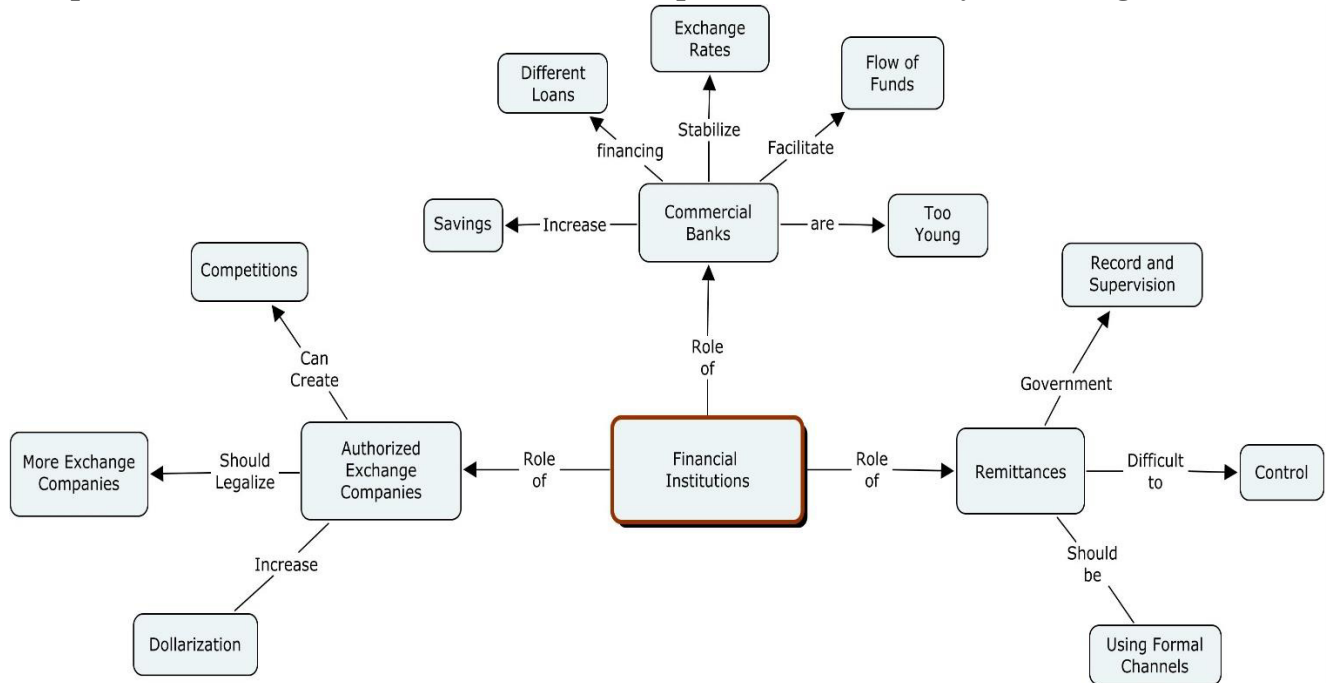 Exchange
Rates
Different
Loans
Flow of
Funds
Stabilize
financing
Facilitate
Savings
Increase
Commercial
Banks
are
Too
Young
Competitions
Record and
Supervision
Can
Create
Role
of
Government
More Exchange
Companies
Should
Legalize
Authorized
Exchange
Companies
Role
of
Financial
Institutions
Role
of
Remittances
Difficult
to
Control
Increase
Should
be
Dollarization
Using Formal
Channels